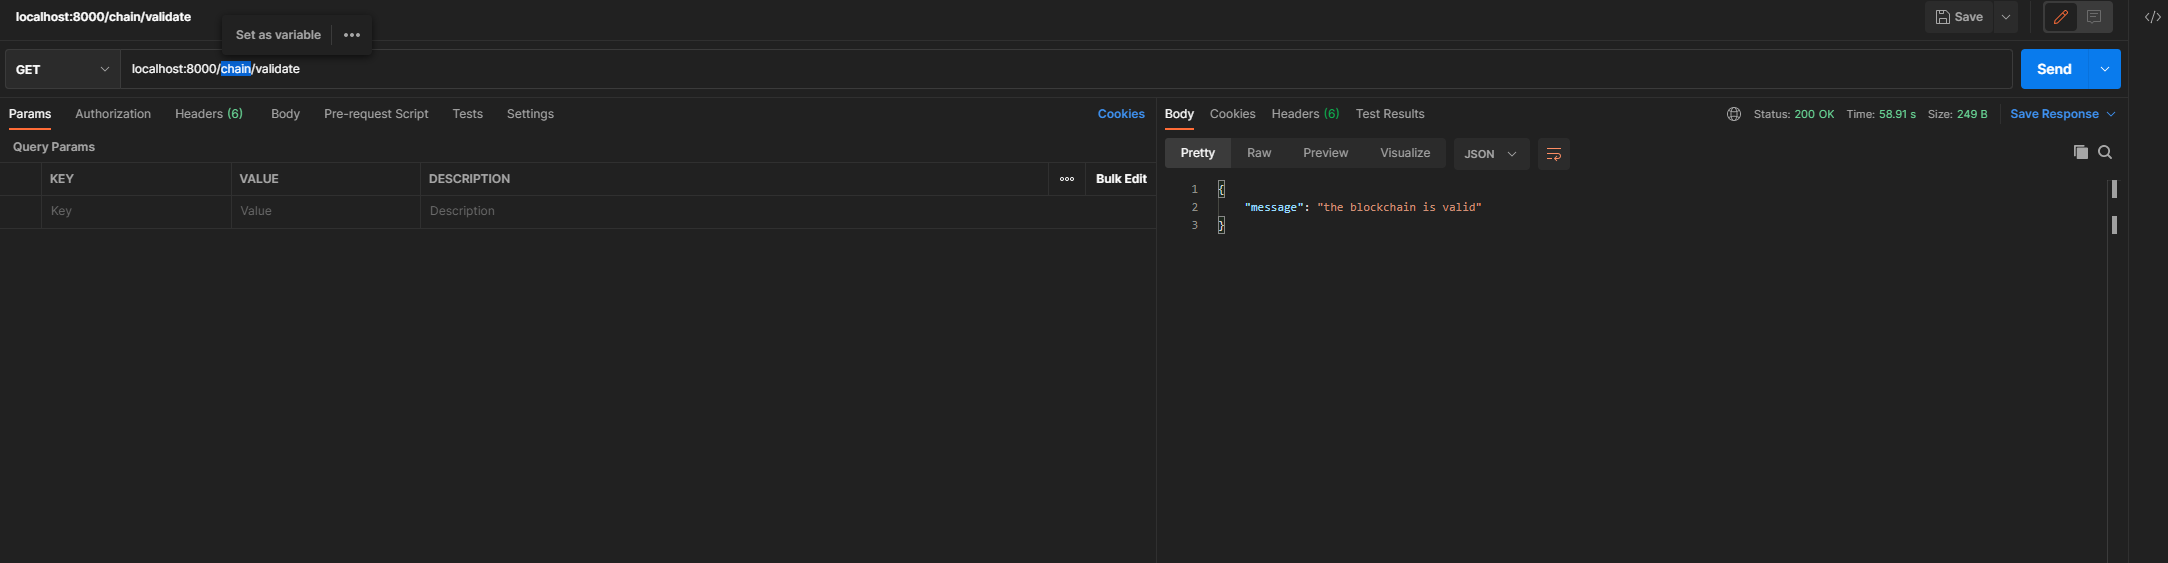 localhost:8000/chain/validate
Save
Set as variable
GET
localhost:8000/chain/validate
Send
Params Authorization Headers (6) Body Pre-request Script Tests Settings Cookies
Query Params
KEY VALUE DESCRIPTION Bulk Edit
Key Value Description
Body Cookies Headers (6) Test Results Status: 200 OK Time: 58.91 s Size: 249 B Save Response
Pretty Raw Preview Visualize JSON
1 {
2 "message": "the blockchain is valid"
3 }